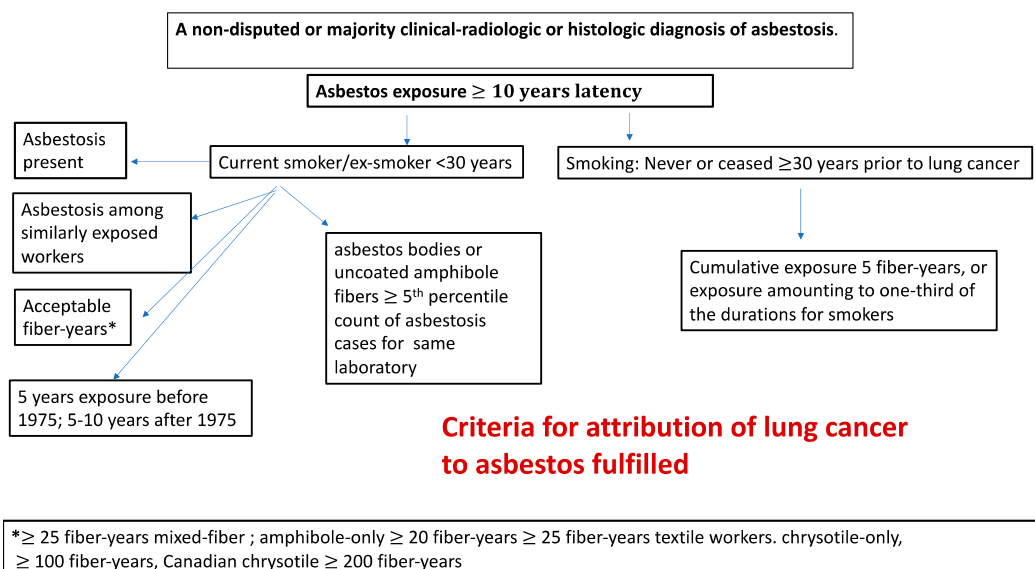 A non-disputed or majority clinical-radiologic or histologic diagnosis of asbestosis.
Asbestos exposure ≥ 10 years latency
Asbestosis
present
Current smoker/ex-smoker <30 years
Smoking: Never or ceased ≥30 years prior to lung cancer
Asbestosis among
similarly exposed
workers
asbestos bodies or
uncoated amphibole
fibers ≥ 5th percentile
count of asbestosis
cases for same
laboratory
Cumulative exposure 5 fiber-years, or
exposure amounting to one-third of
the durations for smokers
Acceptable
fiber-years*
5 years exposure before
1975; 5-10 years after 1975
Criteria for attribution of lung cancer
to asbestos fulfilled
*≥ 25 fiber-years mixed-fiber ; amphibole-only ≥ 20 fiber-years ≥ 25 fiber-years textile workers. chrysotile-only,
≥ 100 fiber-years, Canadian chrysotile ≥ 200 fiber-years